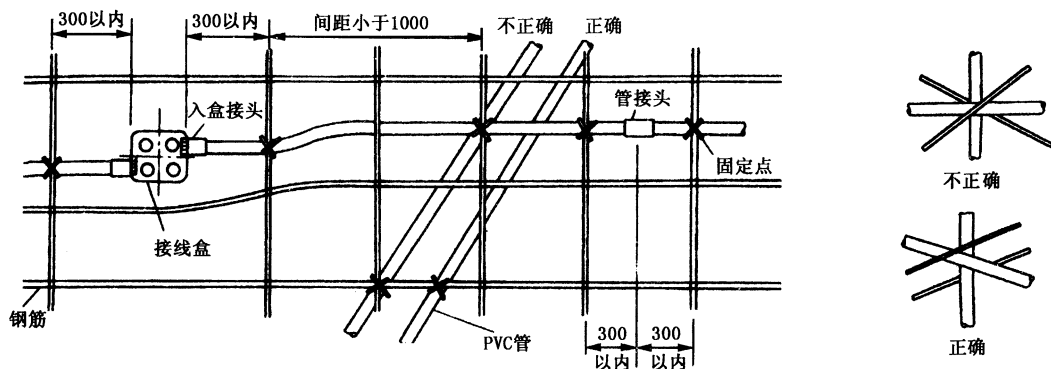 300以内
300以内
间距小于1000
不正确
正确
入盒接头
管接头
固定点
接线盒
钢筋
PVC管
300
以内
300
以内
不正确
正确